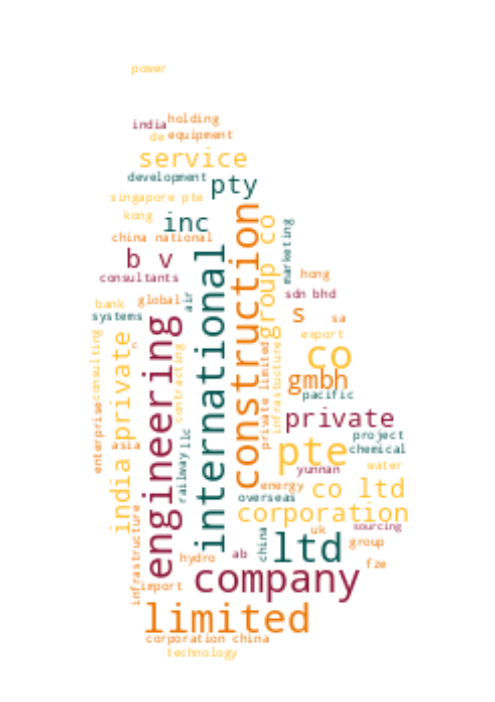 power
holding
india
de
equipment
service
development
pty
singapore pte
kong
inc
group co
marketing
china national
international
construction
b v
consultants
hong
sdn bhd
air
global
bank
systems
s
sa
engineering
export
c
consulting
india private
contracting
private limited
infrastucture
co
gmbh
pacific
enterprise
private
project
asia
llc
railway
pte
chemical
yunnan
water
energy
co ltd
overseas
corporation
infrastructure
uk
sourcing
china
ltd
group
ab
hydro
fze
company
import
limited
corporation china
technology